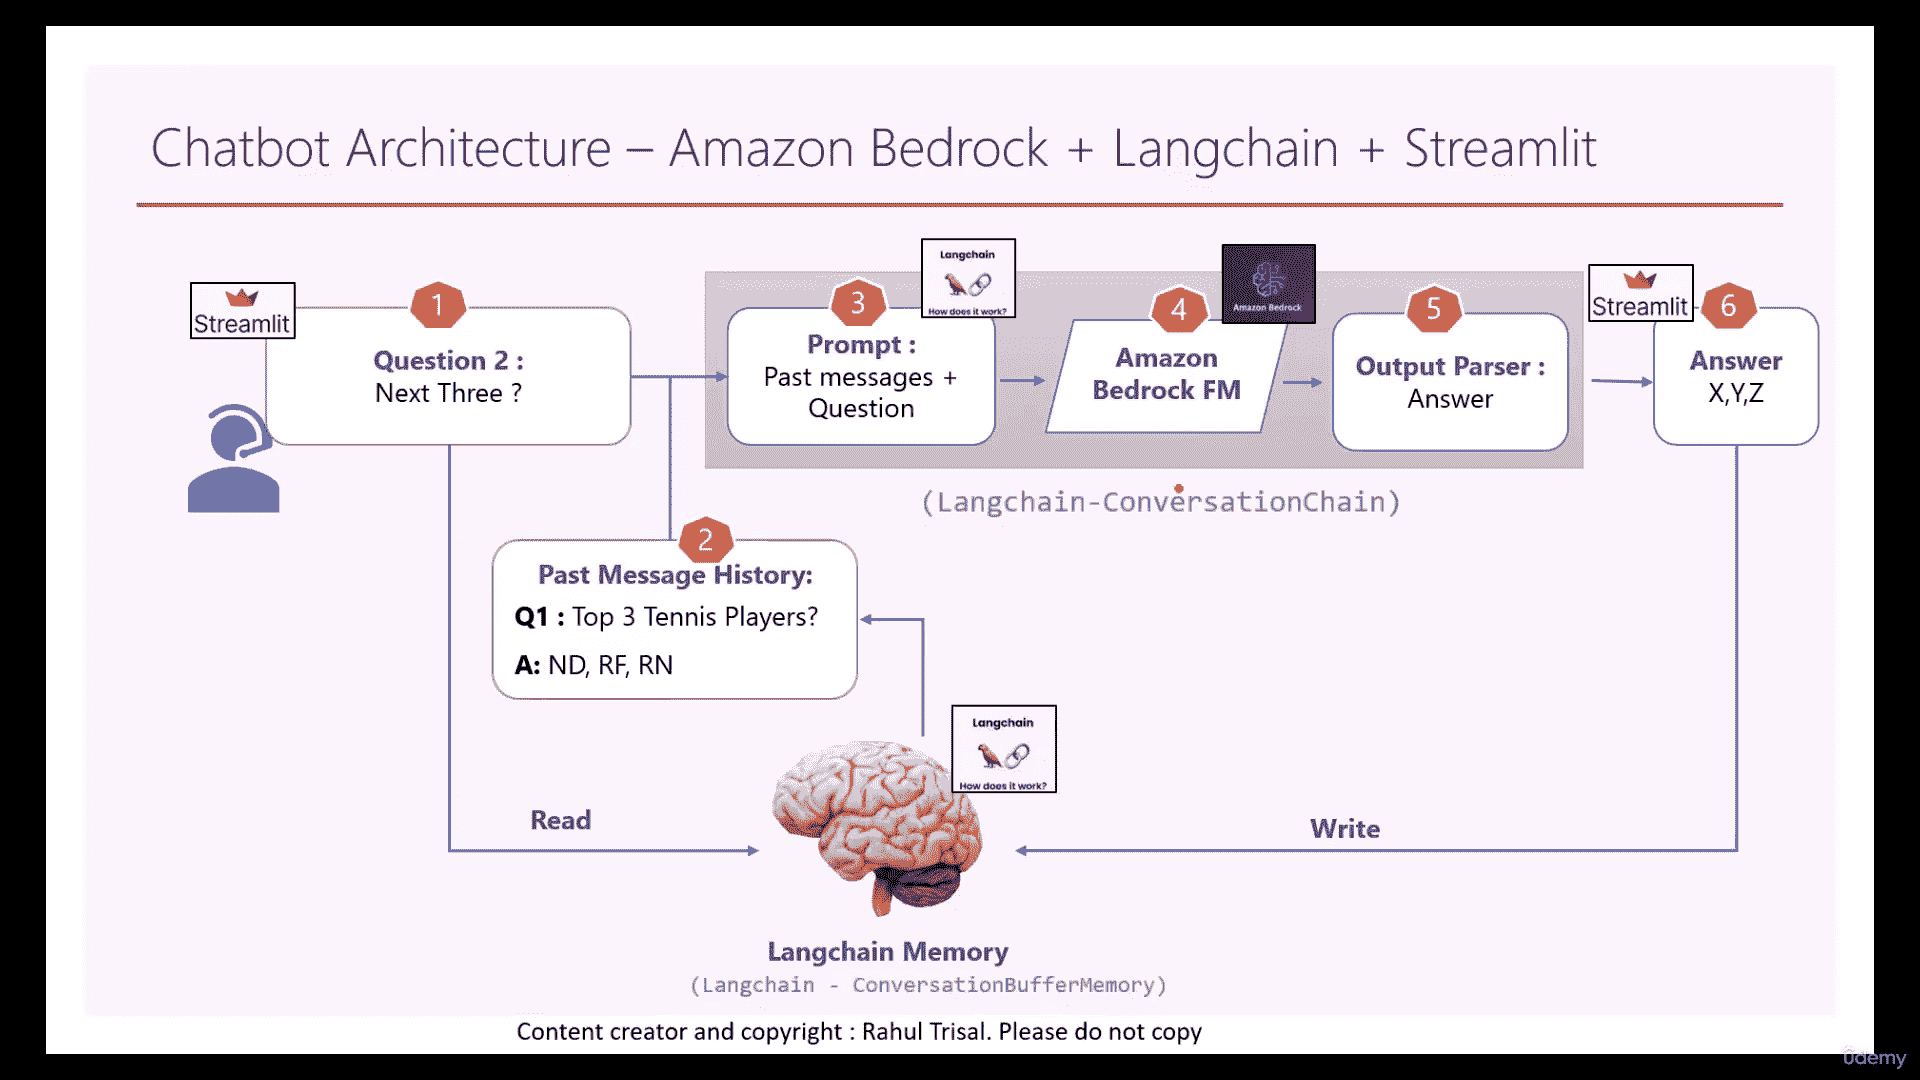 Chatbot Architecture – Amazon Bedrock + Langchain + Streamlit
Streamlit
1
Question 2 :
Next Three ?
3
Langchain
How does it work?
Prompt :
Past messages +
Question
4
Amazon Bedrock
Amazon
Bedrock FM
5
Output Parser :
Answer
Streamlit
6
Answer
X,Y,Z
(Langchain-ConversationChain)
2
Past Message History:
Q1 : Top 3 Tennis Players?
A: ND, RF, RN
Langchain
How does it work?
Read
Write
Langchain Memory
(Langchain - ConversationBufferMemory)
Content creator and copyright : Rahul Trisal. Please do not copy
ûdemy